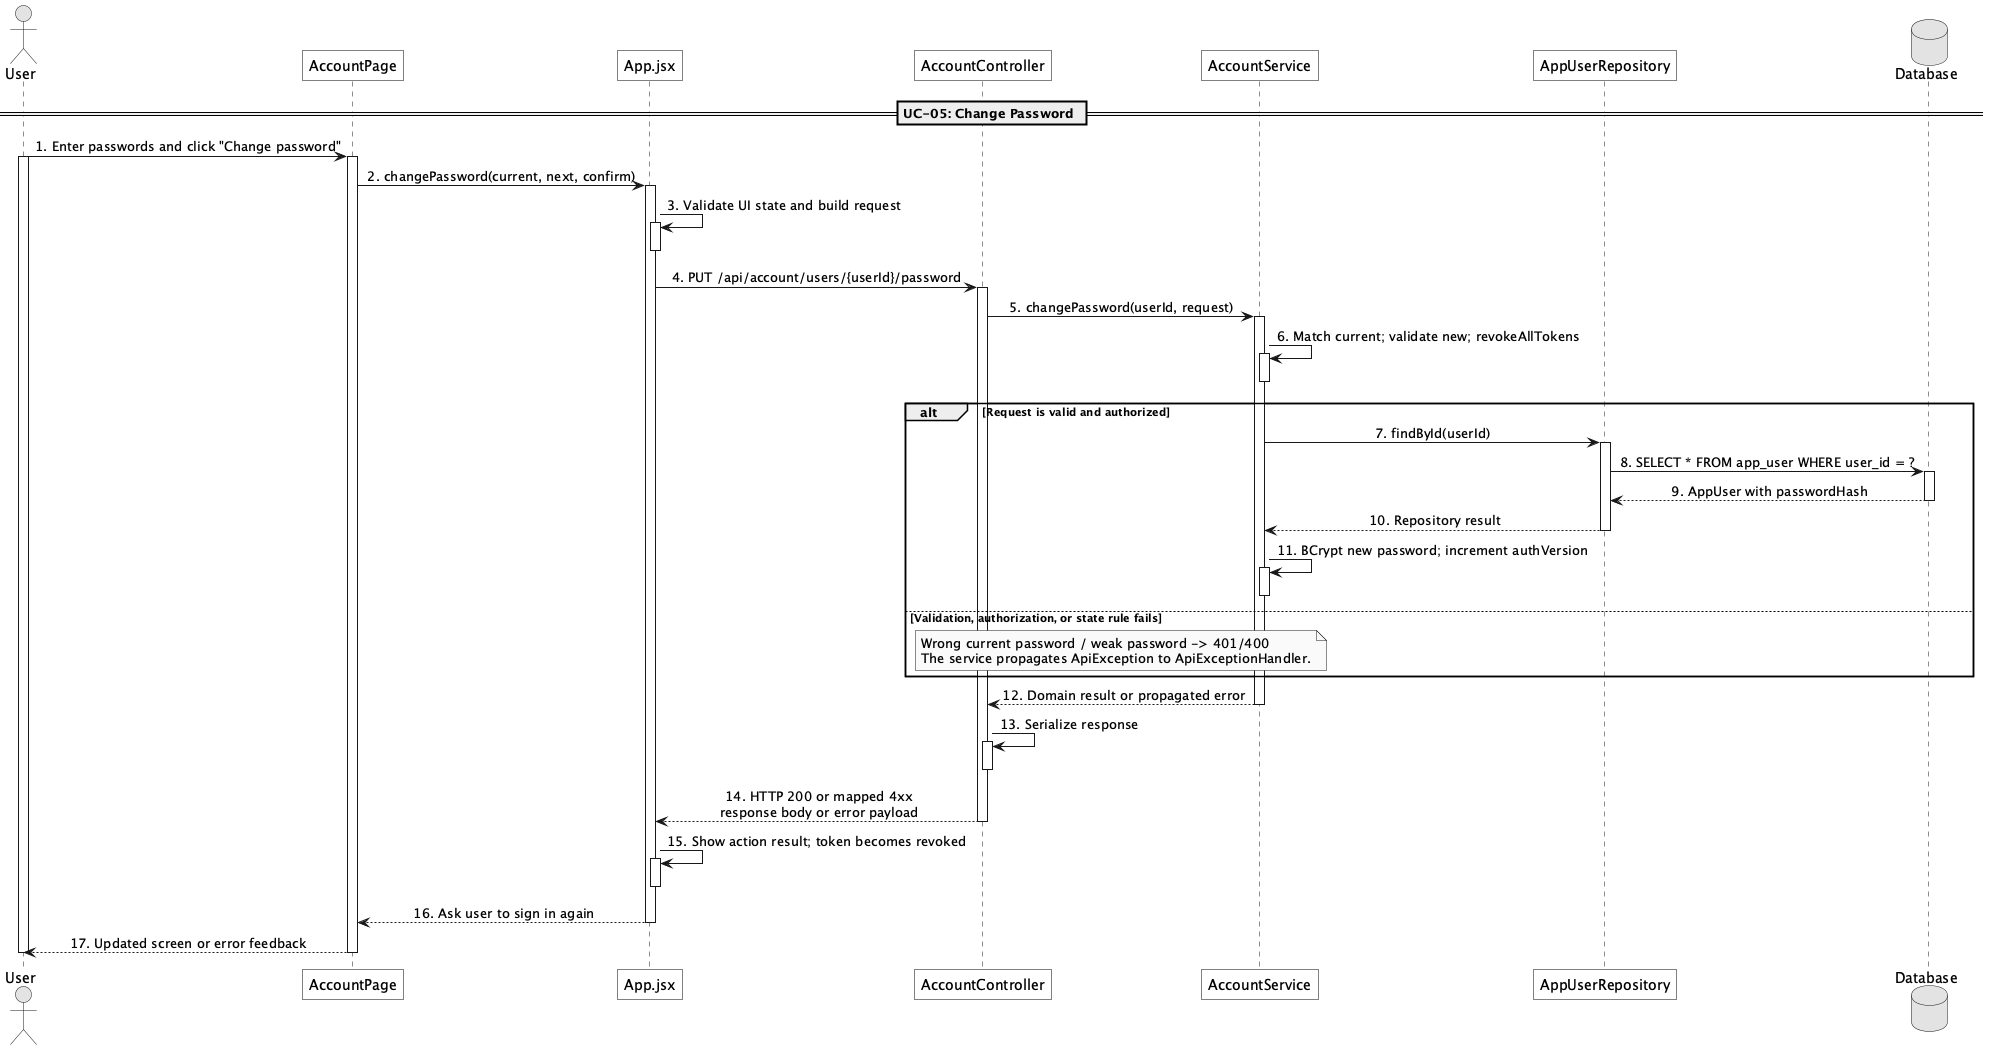 User
AccountPage
App.jsx
AccountController
AccountService
AppUserRepository
Database
UC-05: Change Password
1. Enter passwords and click "Change password"
2. changePassword(current, next, confirm)
3. Validate UI state and build request
4. PUT /api/account/users/{userId}/password
5. changePassword(userId, request)
6. Match current; validate new; revokeAllTokens
alt
[Request is valid and authorized]
7. findById(userId)
8. SELECT * FROM app_user WHERE user_id = ?
9. AppUser with passwordHash
10. Repository result
11. BCrypt new password; increment authVersion
[Validation, authorization, or state rule fails]
Wrong current password / weak password -> 401/400
The service propagates ApiException to ApiExceptionHandler.
12. Domain result or propagated error
13. Serialize response
14. HTTP 200 or mapped 4xx
response body or error payload
15. Show action result; token becomes revoked
16. Ask user to sign in again
17. Updated screen or error feedback
User
AccountPage
App.jsx
AccountController
AccountService
AppUserRepository
Database